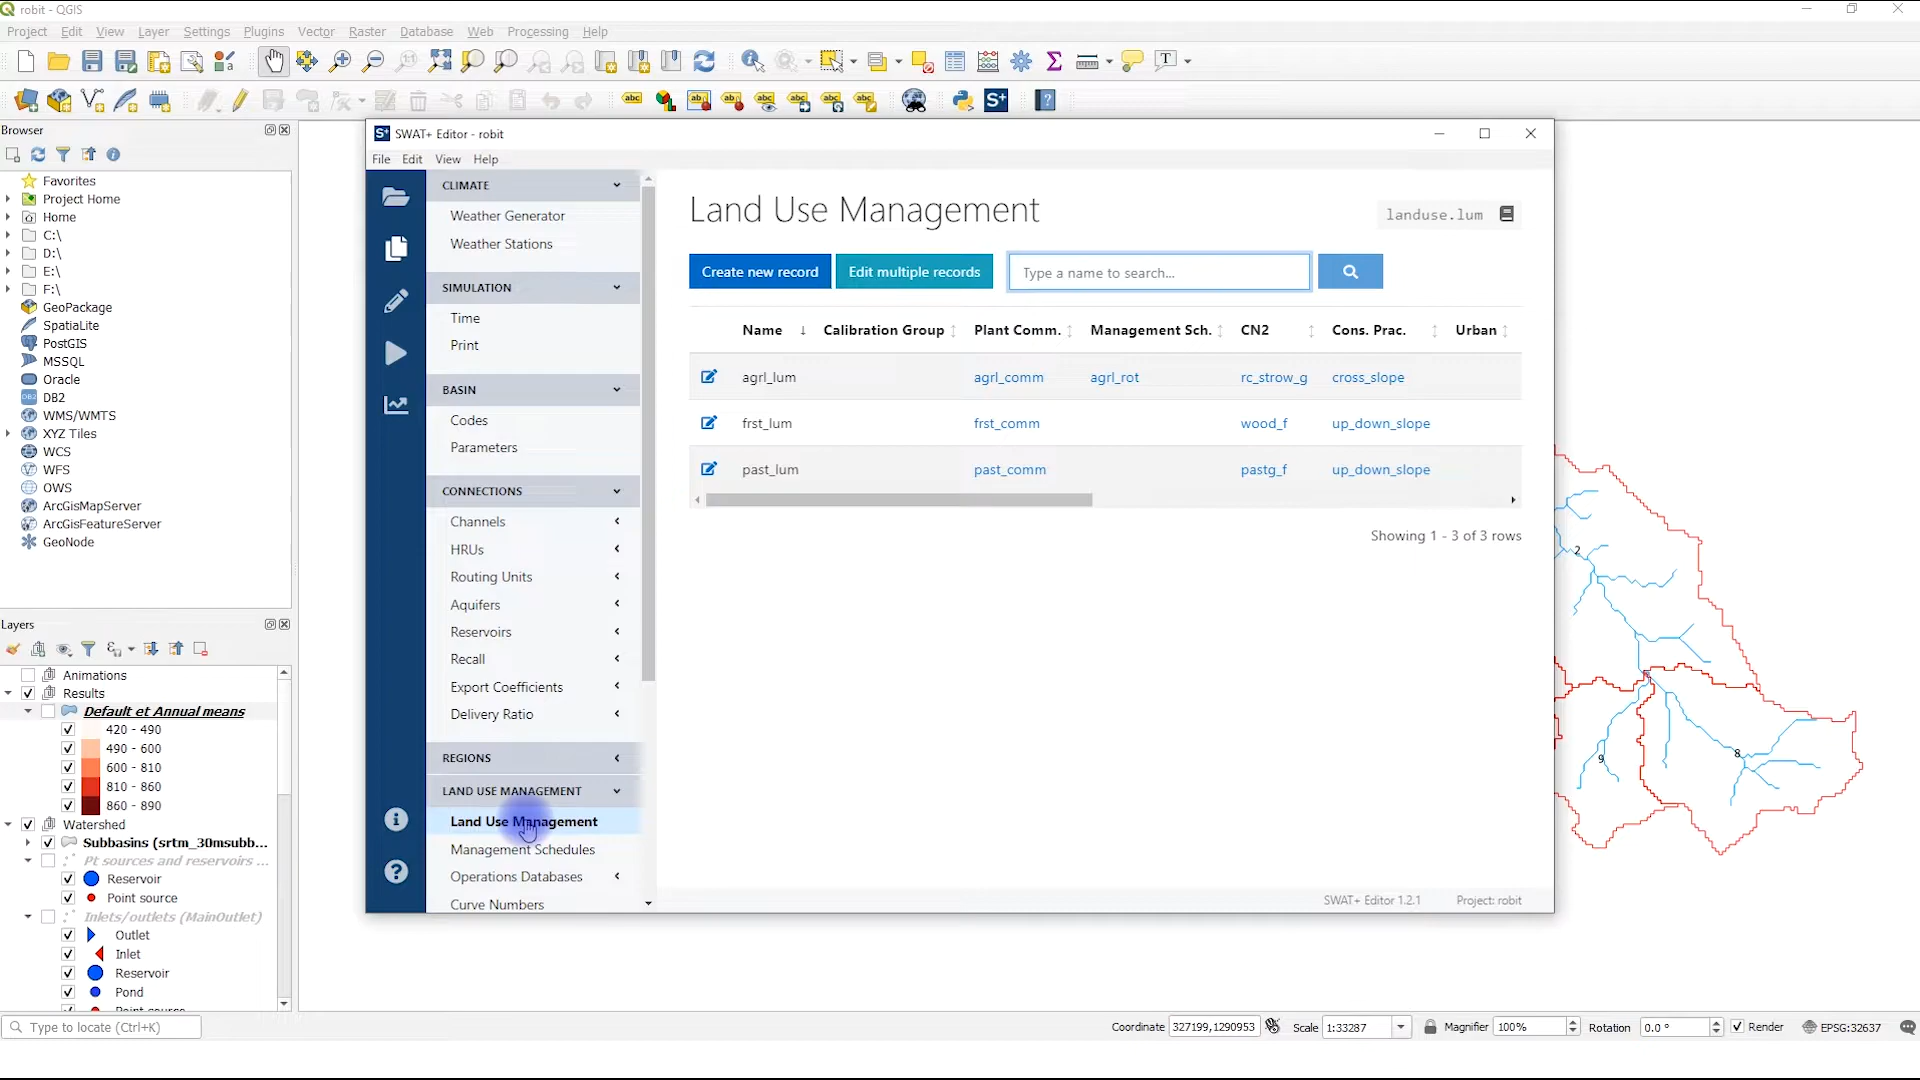 robit - QGIS
Project Edit View Layer Settings Plugins Vector Raster Database Web Processing Help
Browser
Favorites
Project Home
Home
C:\
D:\
E:\
F:\
GeoPackage
SpatiaLite
PostGIS
MSSQL
Oracle
DB2
WMS/WMTS
XYZ Tiles
WCS
WFS
OWS
ArcGisMapServer
ArcGisFeatureServer
GeoNode
Layers
Animations
Results
Default et Annual means
420 - 490
490 - 600
600 - 810
810 - 860
860 - 890
Watershed
Subbasins (srtm_30msubb...
Pt sources and reservoirs ...
Reservoir
Point source
Inlets/outlets (MainOutlet)
Outlet
Inlet
Reservoir
Pond
Point source
SWAT+ Editor - robit
File Edit View Help
CLIMATE
Weather Generator
Weather Stations
SIMULATION
Time
Print
BASIN
Codes
Parameters
CONNECTIONS
Channels
HRUs
Routing Units
Aquifers
Reservoirs
Recall
Export Coefficients
Delivery Ratio
REGIONS
LAND USE MANAGEMENT
Land Use Management
Management Schedules
Operations Databases
Curve Numbers
Land Use Management
landuse.lum
Create new record Edit multiple records Type a name to search...
Name Calibration Group Plant Comm. Management Sch. CN2 Cons. Prac. Urban
agrl_lum agrl_comm agrl_rot rc_strow_g cross_slope
frst_lum frst_comm wood_f up_down_slope
past_lum past_comm pastg_f up_down_slope
Showing 1 - 3 of 3 rows
SWAT+ Editor 1.2.1 Project: robit
2
8
9
Type to locate (Ctrl+K) Coordinate 327199,1290953 Scale 1:33287 Magnifier 100% Rotation 0.0 ° Render EPSG:32637